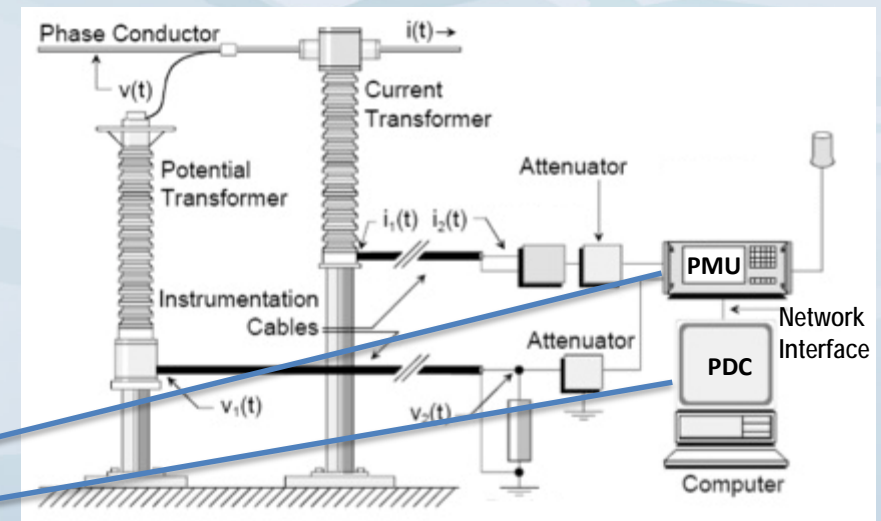 Phase Conductor
i(t)→
v(t)
Current
Transformer
Potential
Transformer
Attenuator
i₁(t) i₂(t)
PMU
Instrumentation
Cables
Network
Interface
Attenuator
PDC
v₁(t)
v₂(t)
Computer